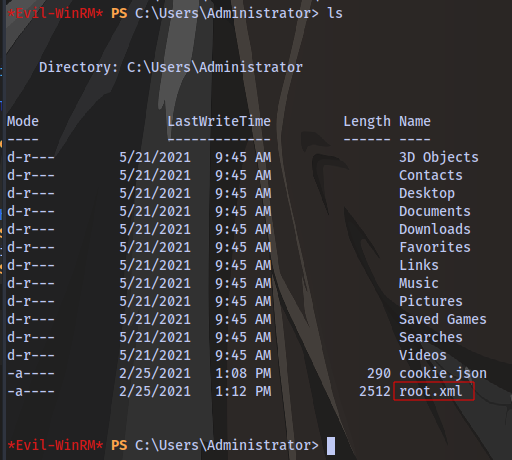 *Evil-WinRM* PS C:\Users\Administrator> ls
Directory: C:\Users\Administrator
Mode LastWriteTime Length Name
---- ------------- ------ ----
d-r--- 5/21/2021 9:45 AM 3D Objects
d-r--- 5/21/2021 9:45 AM Contacts
d-r--- 5/21/2021 9:45 AM Desktop
d-r--- 5/21/2021 9:45 AM Documents
d-r--- 5/21/2021 9:45 AM Downloads
d-r--- 5/21/2021 9:45 AM Favorites
d-r--- 5/21/2021 9:45 AM Links
d-r--- 5/21/2021 9:45 AM Music
d-r--- 5/21/2021 9:45 AM Pictures
d-r--- 5/21/2021 9:45 AM Saved Games
d-r--- 5/21/2021 9:45 AM Searches
d-r--- 5/21/2021 9:45 AM Videos
-a---- 2/25/2021 1:08 PM 290 cookie.json
-a---- 2/25/2021 1:12 PM 2512 root.xml
*Evil-WinRM* PS C:\Users\Administrator>